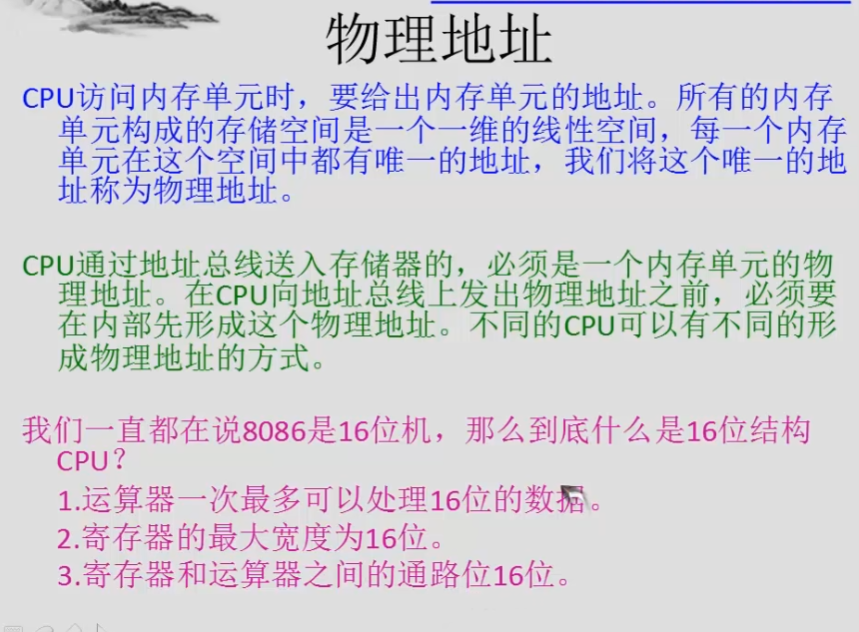 物理地址
CPU访问内存单元时，要给出内存单元的地址。所有的内存
单元构成的存储空间是一个一维的线性空间，每一个内存
单元在这个空间中都有唯一的地址，我们将这个唯一的地
址称为物理地址。
CPU通过地址总线送入存储器的，必须是一个内存单元的物
理地址。在CPU向地址总线上发出物理地址之前，必须要
在内部先形成这个物理地址。不同的CPU可以有不同的形
成物理地址的方式。
我们一直都在说8086是16位机，那么到底什么是16位结构
CPU？
1.运算器一次最多可以处理16位的数据。
2.寄存器的最大宽度为16位。
3.寄存器和运算器之间的通路位16位。